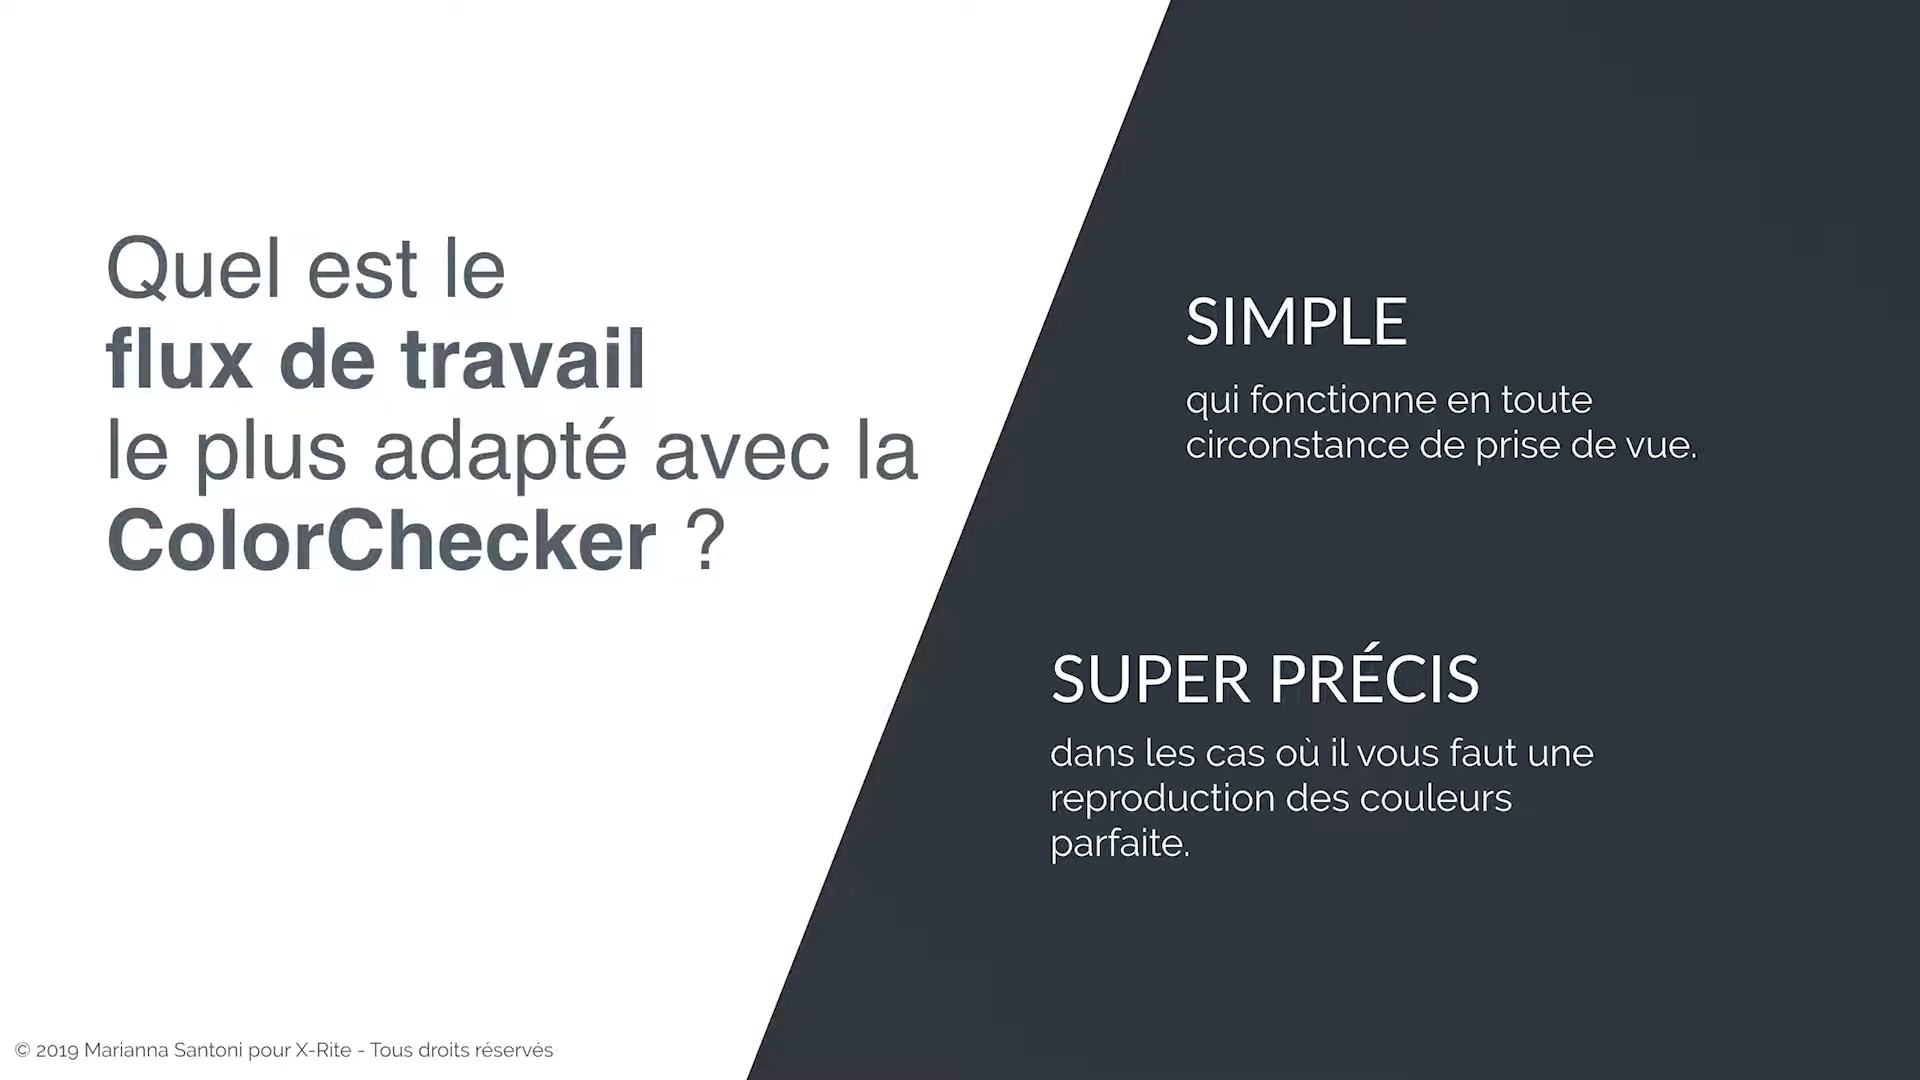 Quel est le
flux de travail
le plus adapté avec la
ColorChecker ?
SIMPLE
qui fonctionne en toute
circonstance de prise de vue.
SUPER PRÉCIS
dans les cas où il vous faut une
reproduction des couleurs
parfaite.
© 2019 Marianna Santoni pour X-Rite - Tous droits réservés